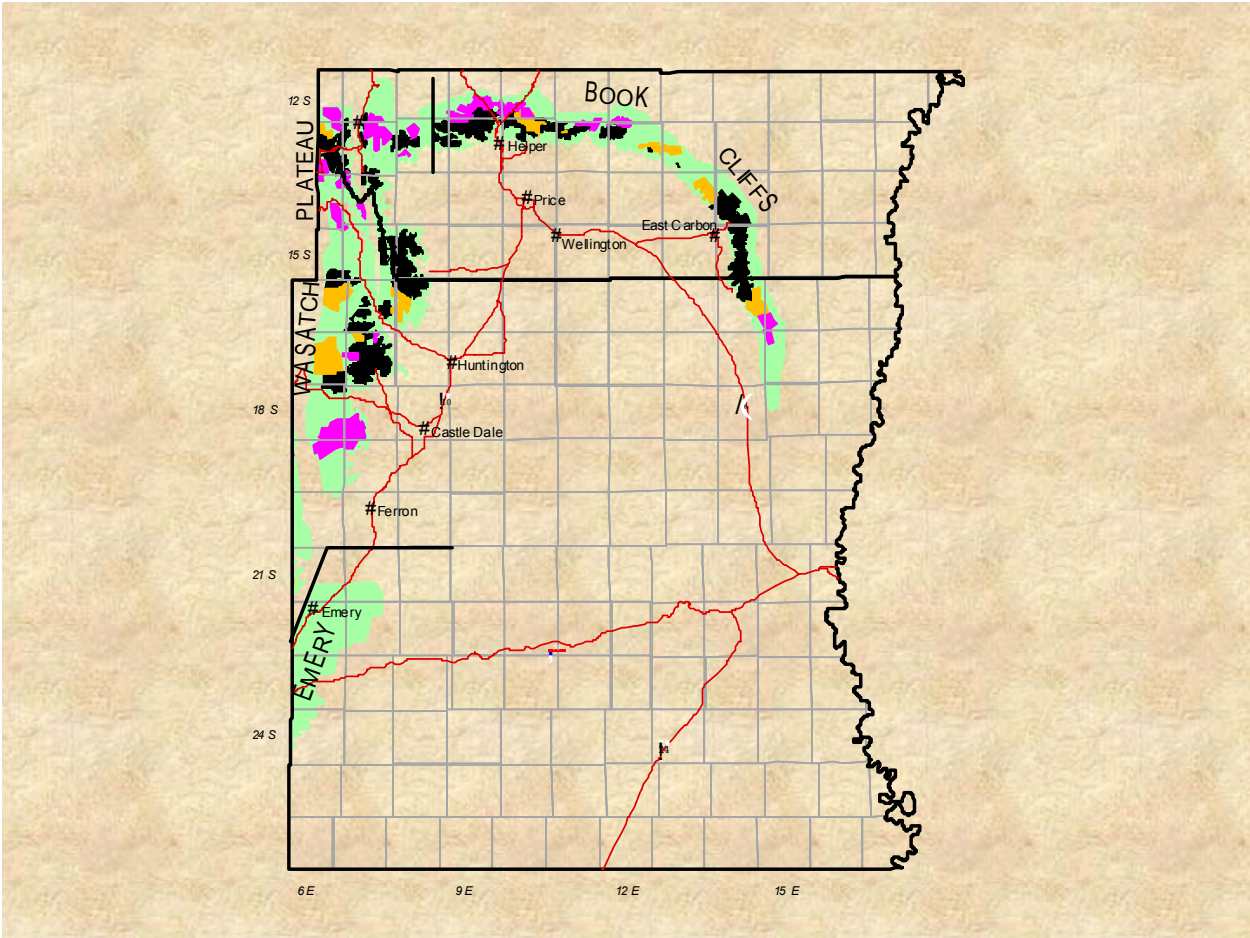 BOOK
12 S
PLATEAU
#
# Helper
CLIFFS
# Price
East Carbon
#
# Wellington
15 S
WASATCH
# Huntington
18 S
# Castle Dale
# Ferron
21 S
# Emery
EMERY
24 S
6 E
9 E
12 E
15 E